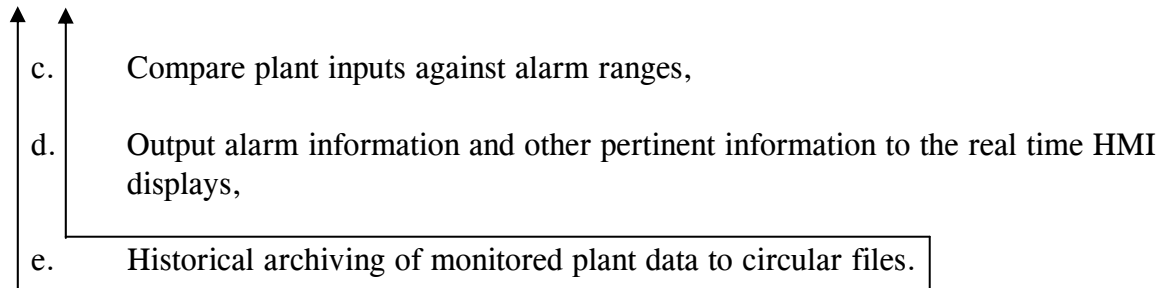 c. Compare plant inputs against alarm ranges,
d. Output alarm information and other pertinent information to the real time HMI
displays,
e. Historical archiving of monitored plant data to circular files.